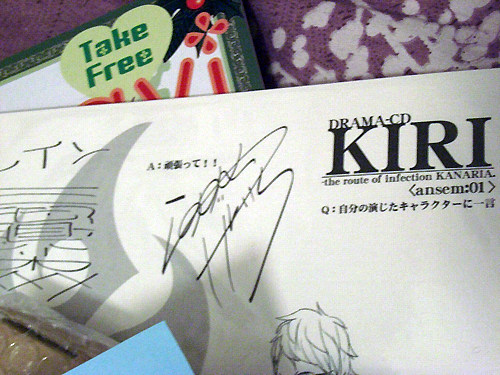 Take
Free
レイン
A：頑張って！！
DRAMA-CD
KIRI
-the route of infection KANARIA.
〈ansem:01〉
Q：自分の演じたキャラクターに一言